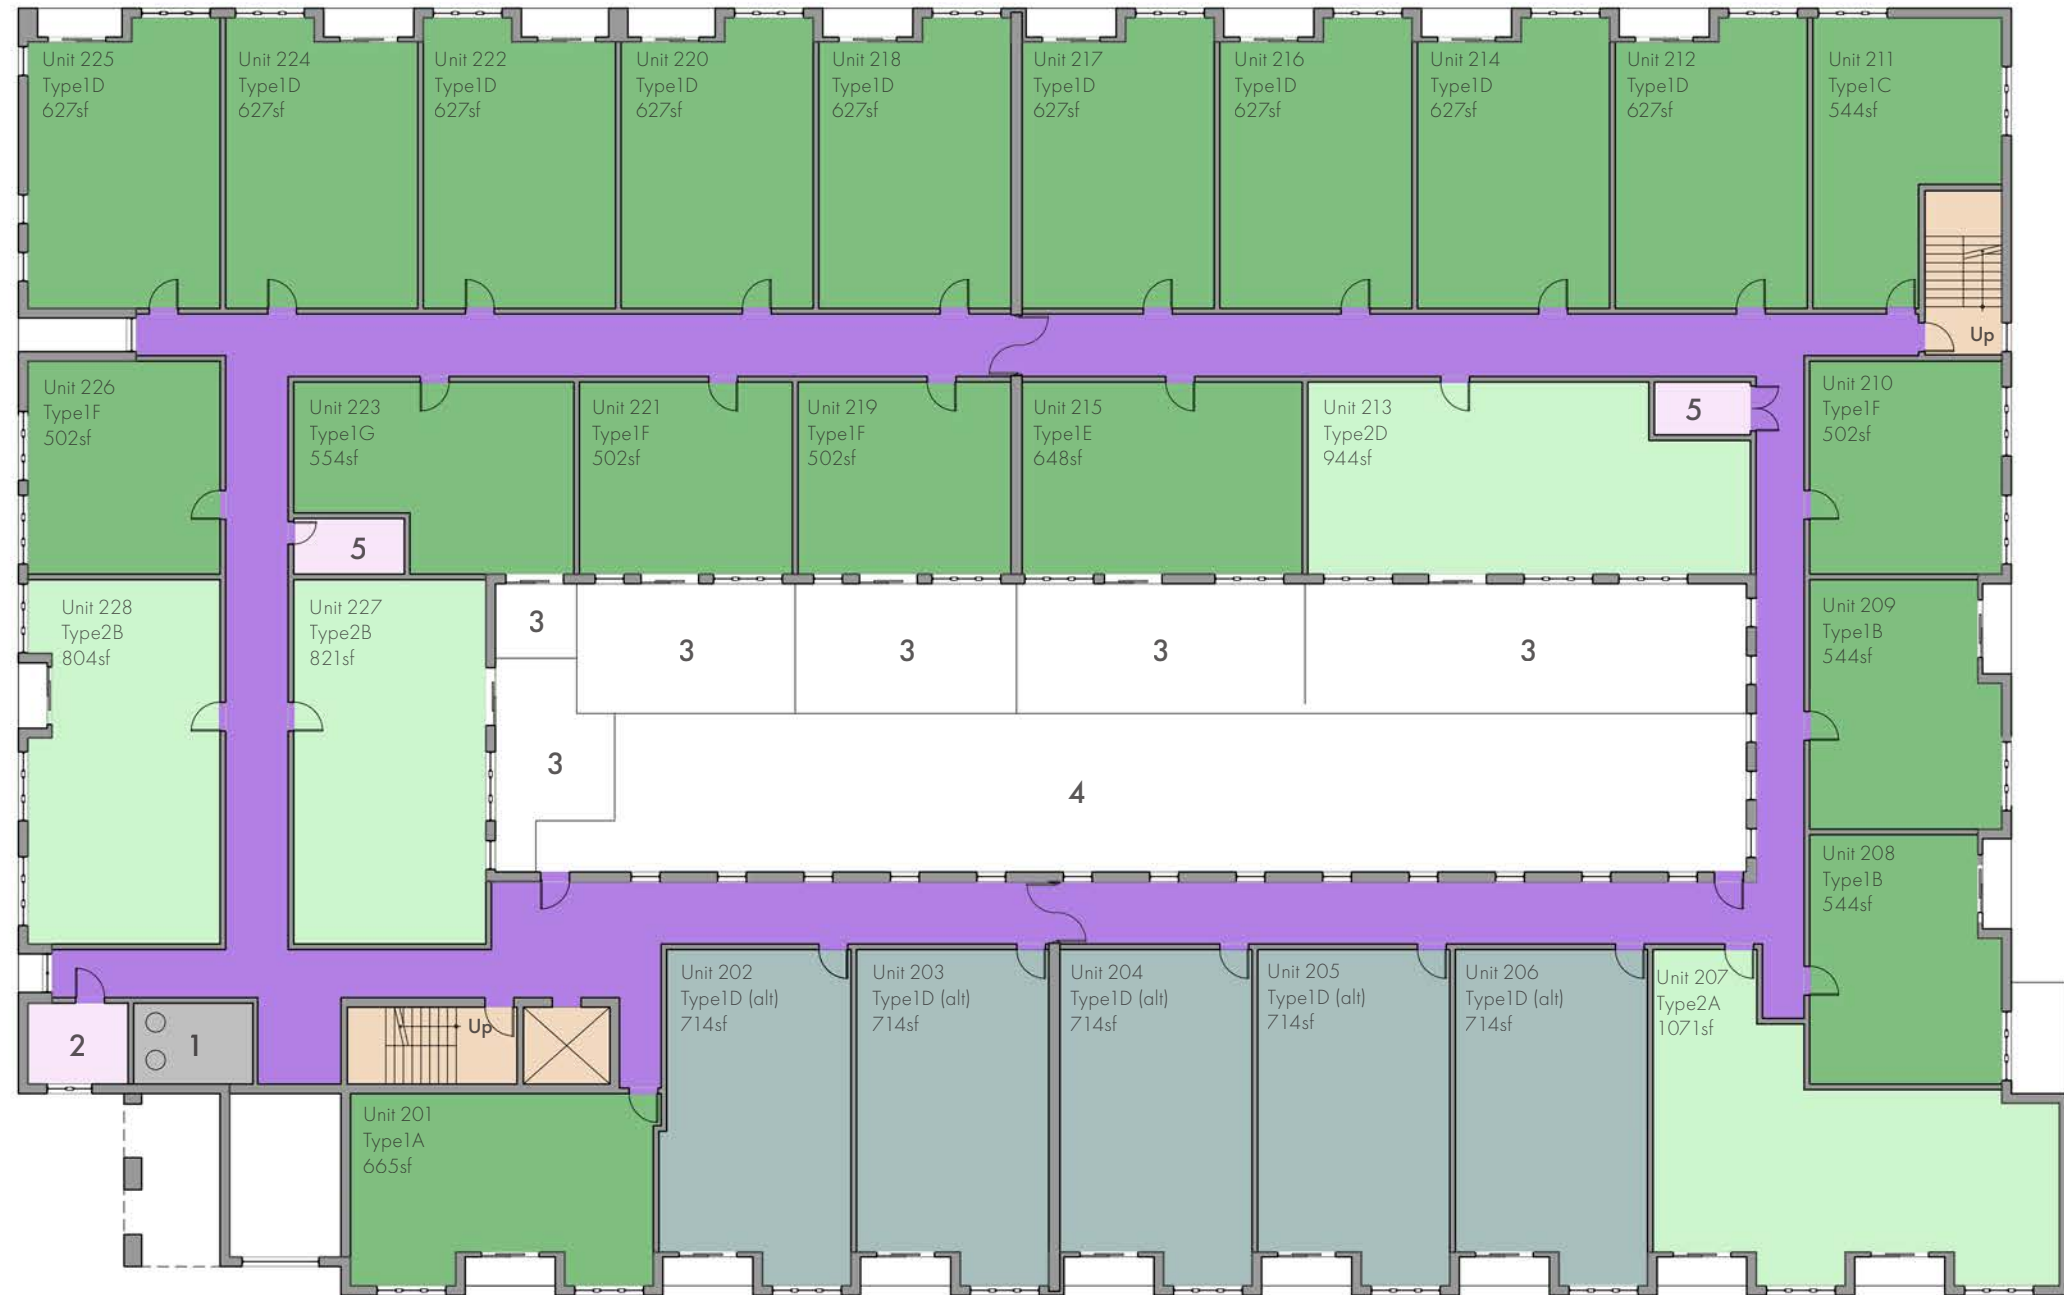 Unit 225
Type1D
627sf
Unit 224
Type1D
627sf
Unit 222
Type1D
627sf
Unit 220
Type1D
627sf
Unit 218
Type1D
627sf
Unit 217
Type1D
627sf
Unit 216
Type1D
627sf
Unit 214
Type1D
627sf
Unit 212
Type1D
627sf
Unit 211
Type1C
544sf
Up
Unit 226
Type1F
502sf
Unit 223
Type1G
554sf
Unit 221
Type1F
502sf
Unit 219
Type1F
502sf
Unit 215
Type1E
648sf
Unit 213
Type2D
944sf
5
Unit 210
Type1F
502sf
5
Unit 228
Type2B
804sf
Unit 227
Type2B
821sf
3
3
3
3
3
Unit 209
Type1B
544sf
3
4
Unit 208
Type1B
544sf
Unit 202
Type1D (alt)
714sf
Unit 203
Type1D (alt)
714sf
Unit 204
Type1D (alt)
714sf
Unit 205
Type1D (alt)
714sf
Unit 206
Type1D (alt)
714sf
Unit 207
Type2A
1071sf
2
1
Up
Unit 201
Type1A
665sf